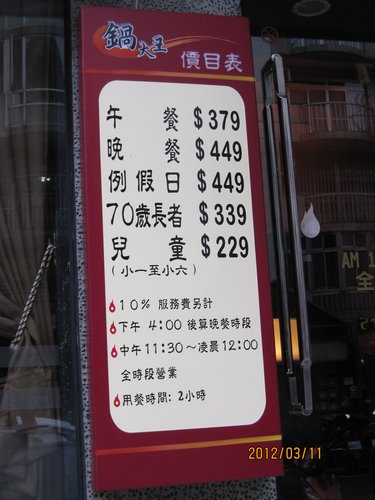 鍋大王 價目表
午餐 $379
晚餐 $449
例假日 $449
70歲長者 $339
兒童 $229
(小一至小六)
10% 服務費另計
下午 4:00 後算晚餐時段
中午11:30~凌晨12:00
全時段營業
用餐時間: 2小時
AM 1
全
2012/03/11